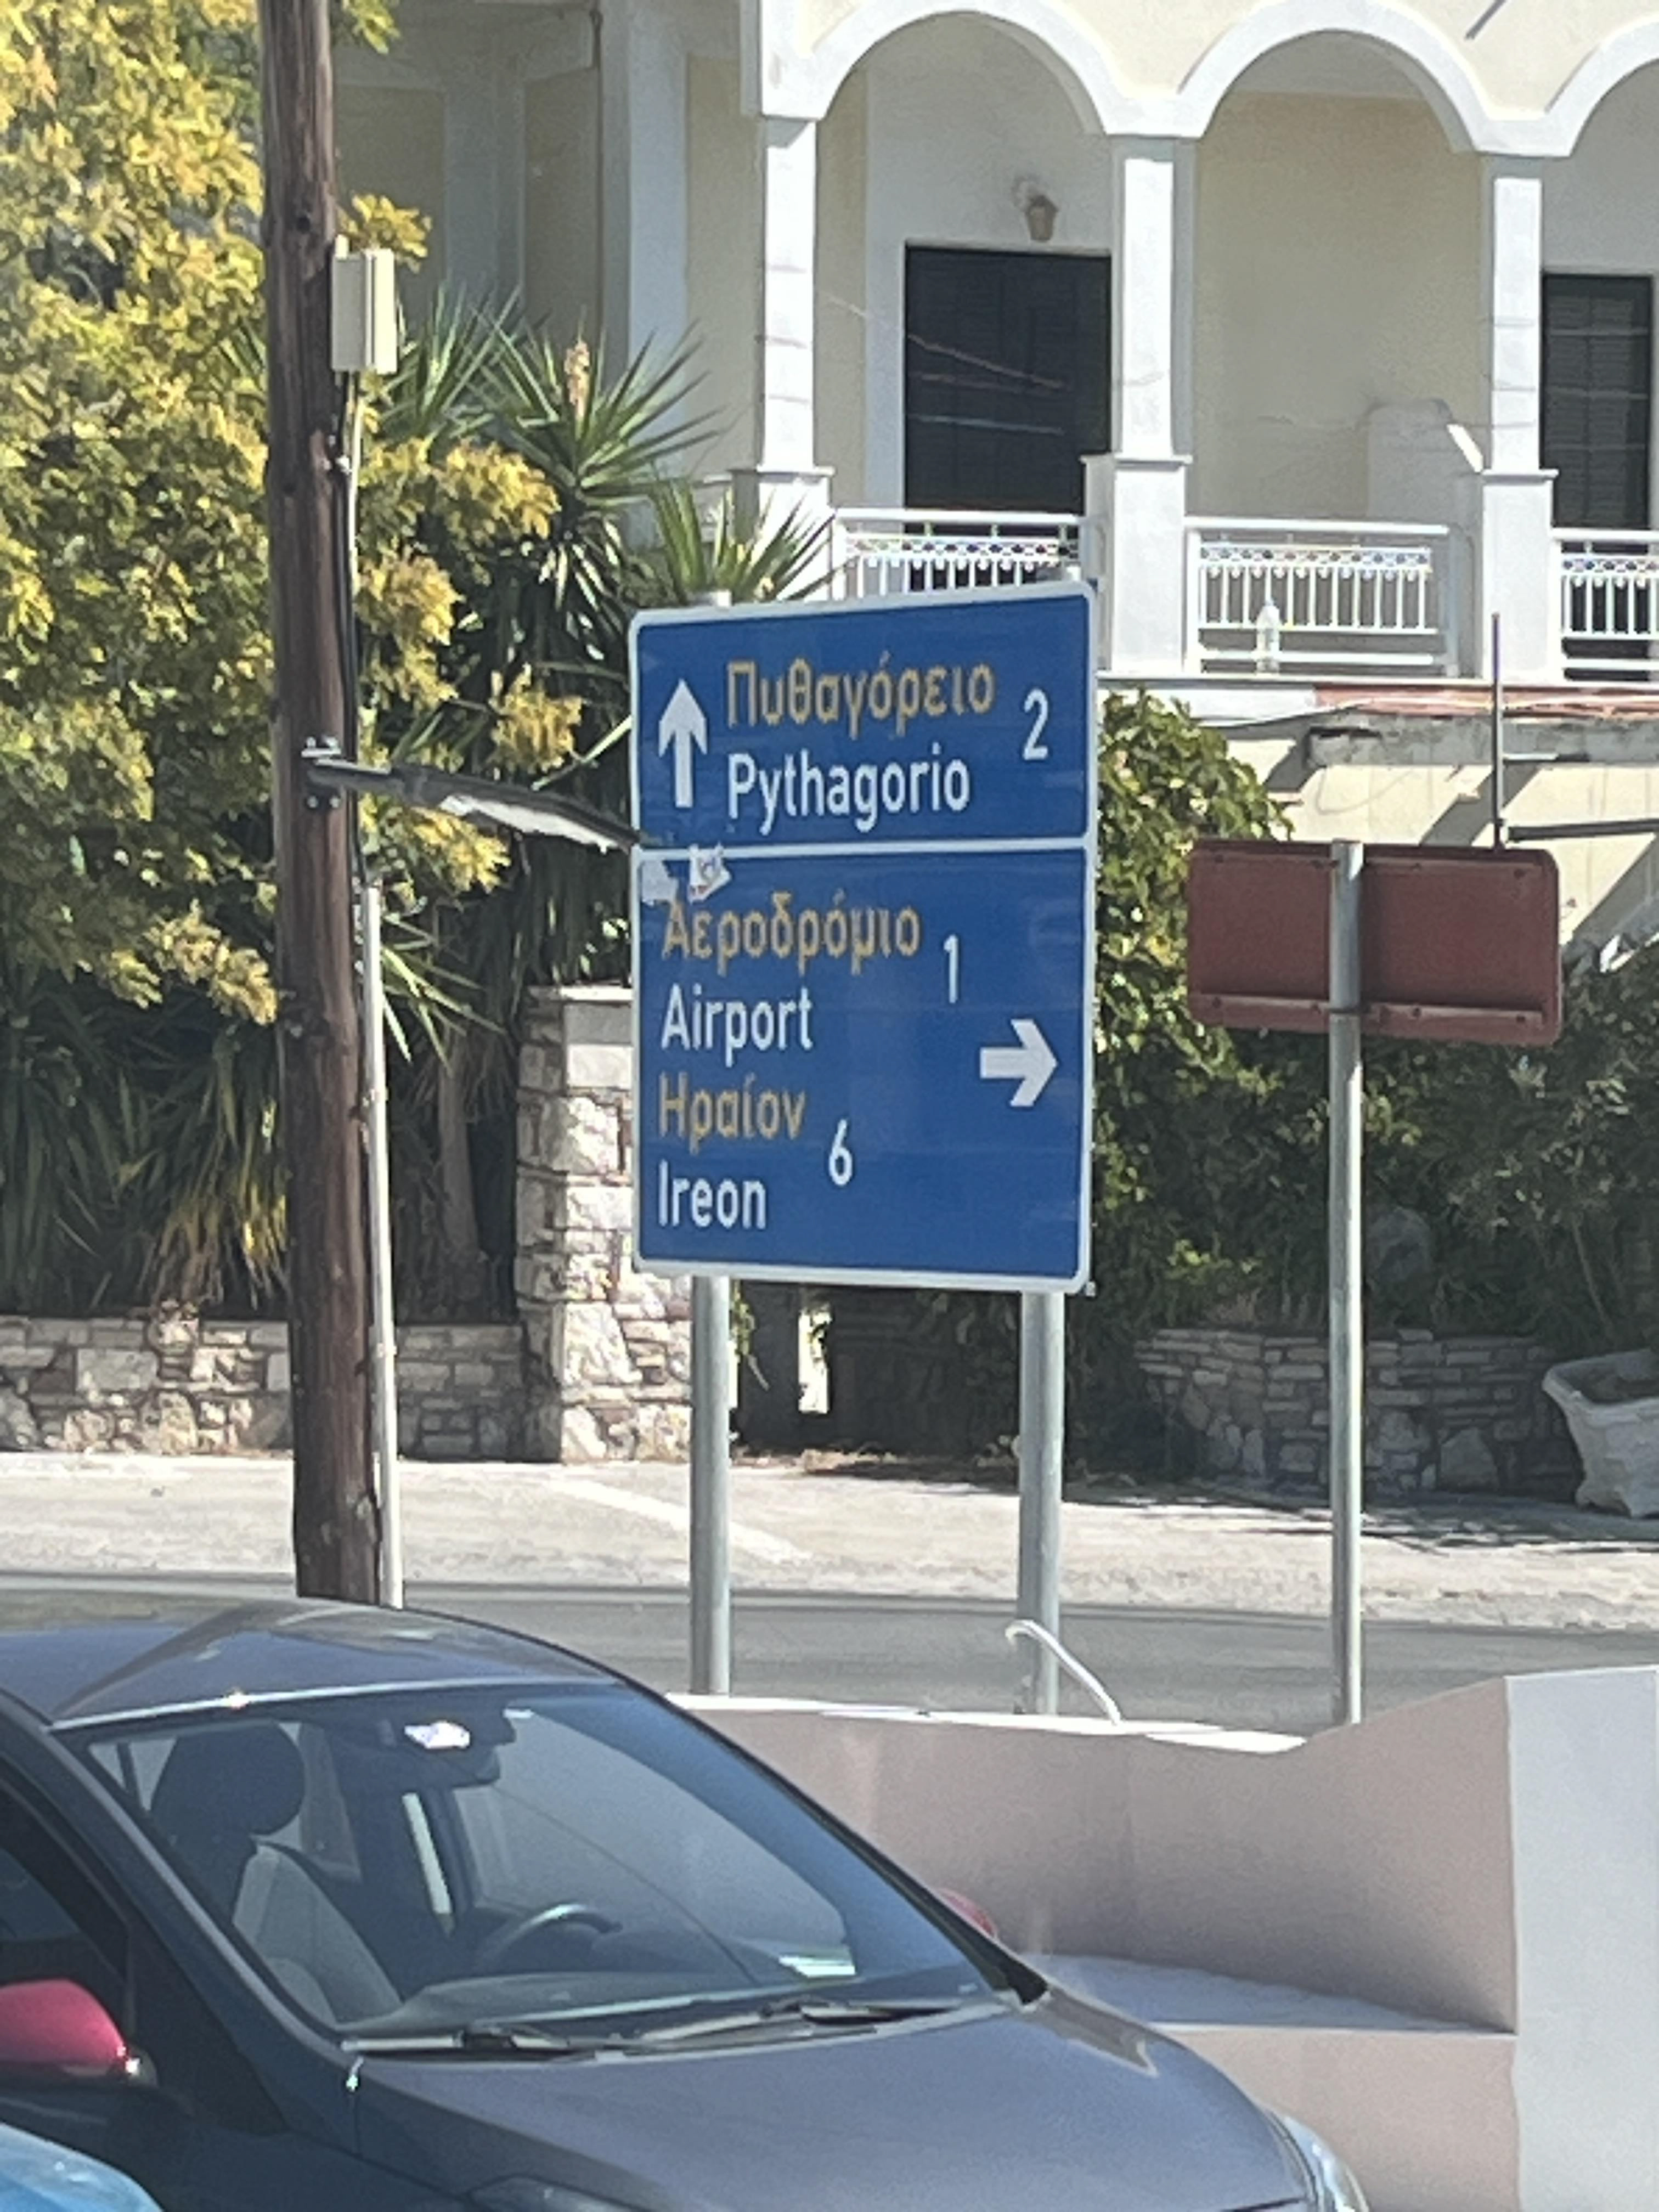 Πυθαγόρειο 2
Pythagorio
Αεροδρόμιο 1
Airport
Ηραίον 6
Ireon